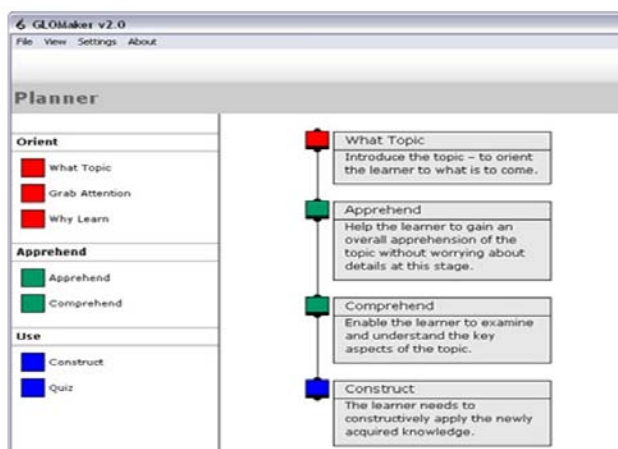 GLOMaker v2.0
File View Settings About
Planner
Orient
What Topic
Grab Attention
Why Learn
Apprehend
Apprehend
Comprehend
Use
Construct
Quiz
What Topic
Introduce the topic – to orient
the learner to what is to come.
Apprehend
Help the learner to gain an
overall apprehension of the
topic without worrying about
details at this stage.
Comprehend
Enable the learner to examine
and understand the key
aspects of the topic.
Construct
The learner needs to
constructively apply the newly
acquired knowledge.